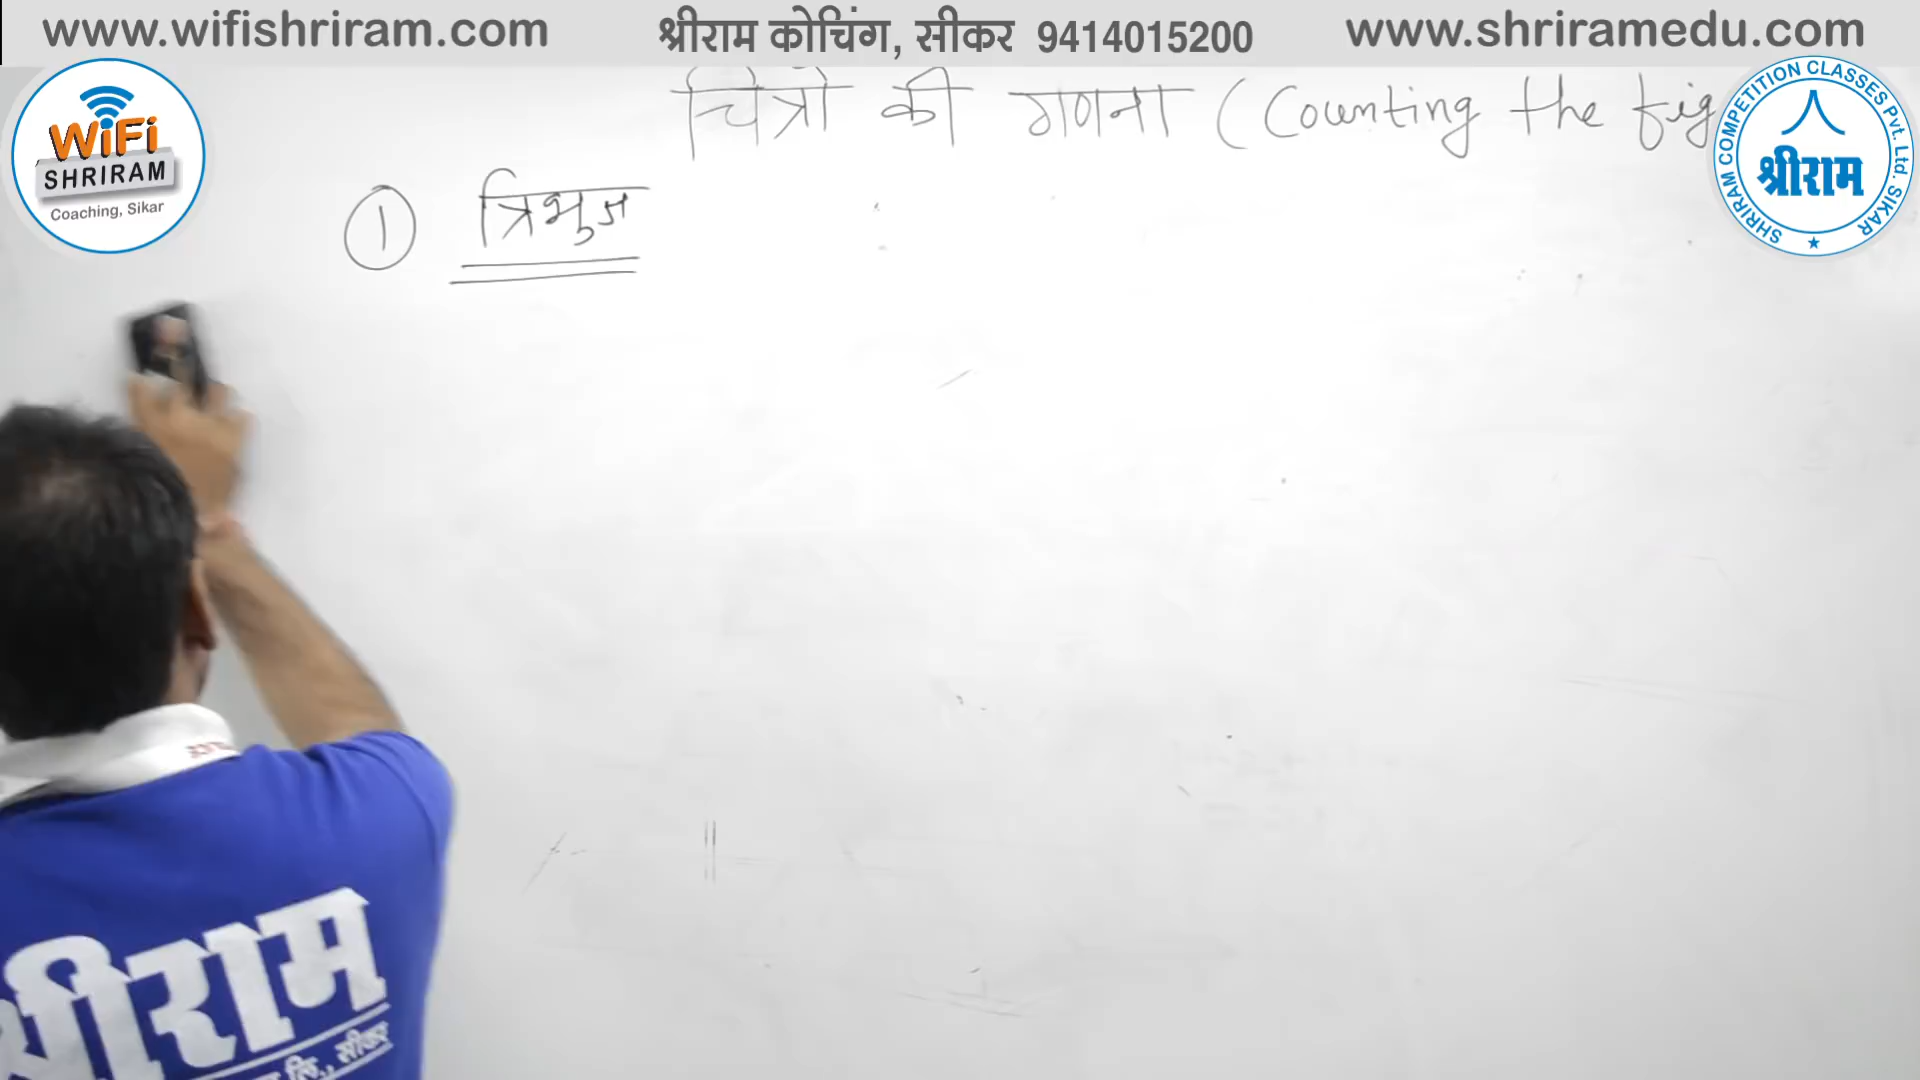 www.wifishriram.com श्रीराम कोचिंग, सीकर 9414015200 www.shriramedu.com
WiFi
SHRIRAM
Coaching, Sikar
SHRIRAM COMPETITION CLASSES Pvt. Ltd. SIKAR
श्रीराम
चित्रो की गणना (Counting the fig
① त्रिभुज
श्रीराम
लि., सीकर